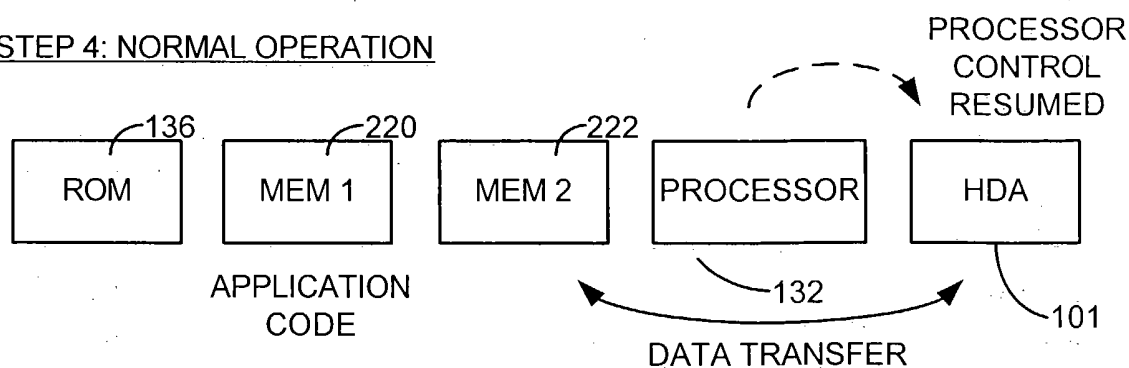 STEP 4: NORMAL OPERATION
PROCESSOR
CONTROL
RESUMED
136
220
222
ROM
MEM 1
MEM 2
PROCESSOR
HDA
APPLICATION
CODE
132
101
DATA TRANSFER